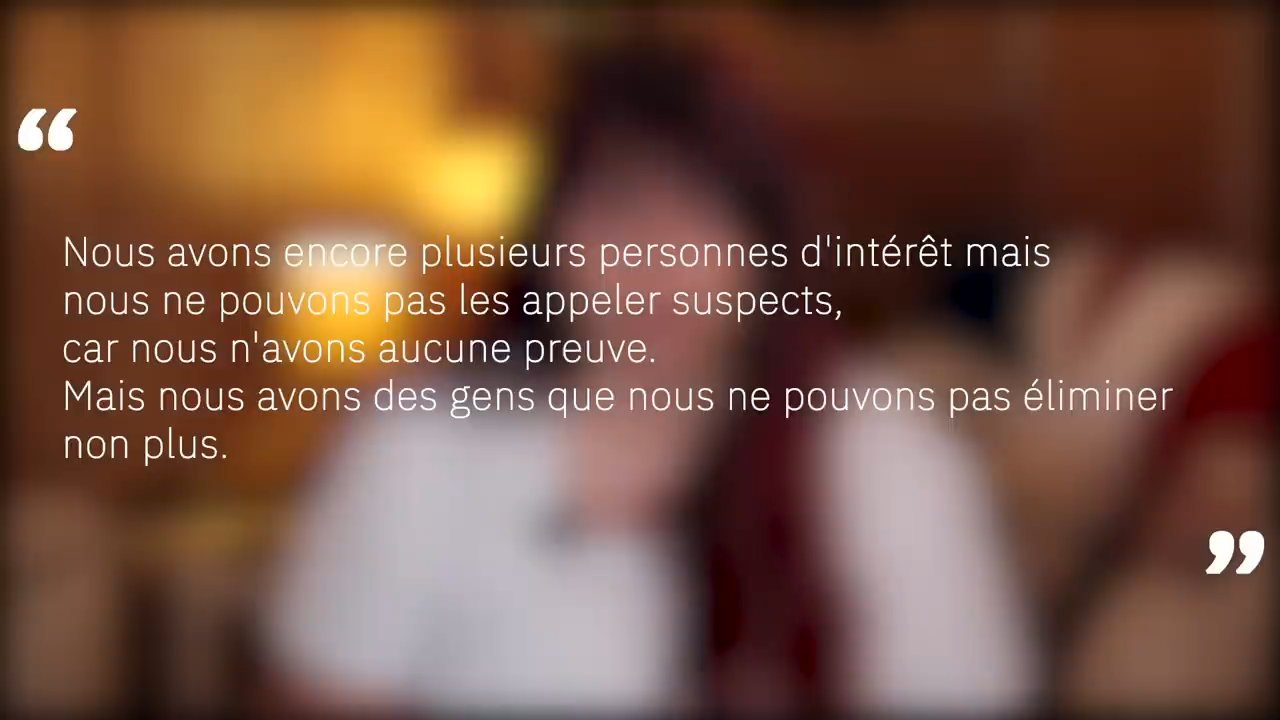 “
Nous avons encore plusieurs personnes d'intérêt mais
nous ne pouvons pas les appeler suspects,
car nous n'avons aucune preuve.
Mais nous avons des gens que nous ne pouvons pas éliminer
non plus.
”